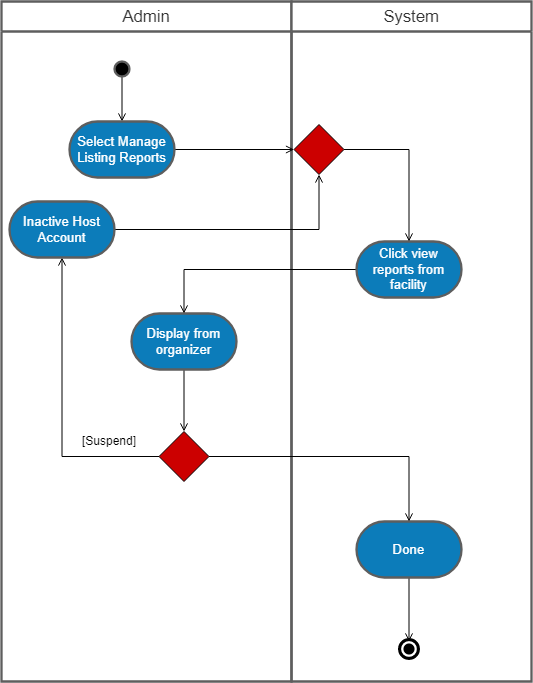 Admin
System
Select Manage
Listing Reports
Inactive Host
Account
Click view
reports from
facility
Display from
organizer
[Suspend]
Done